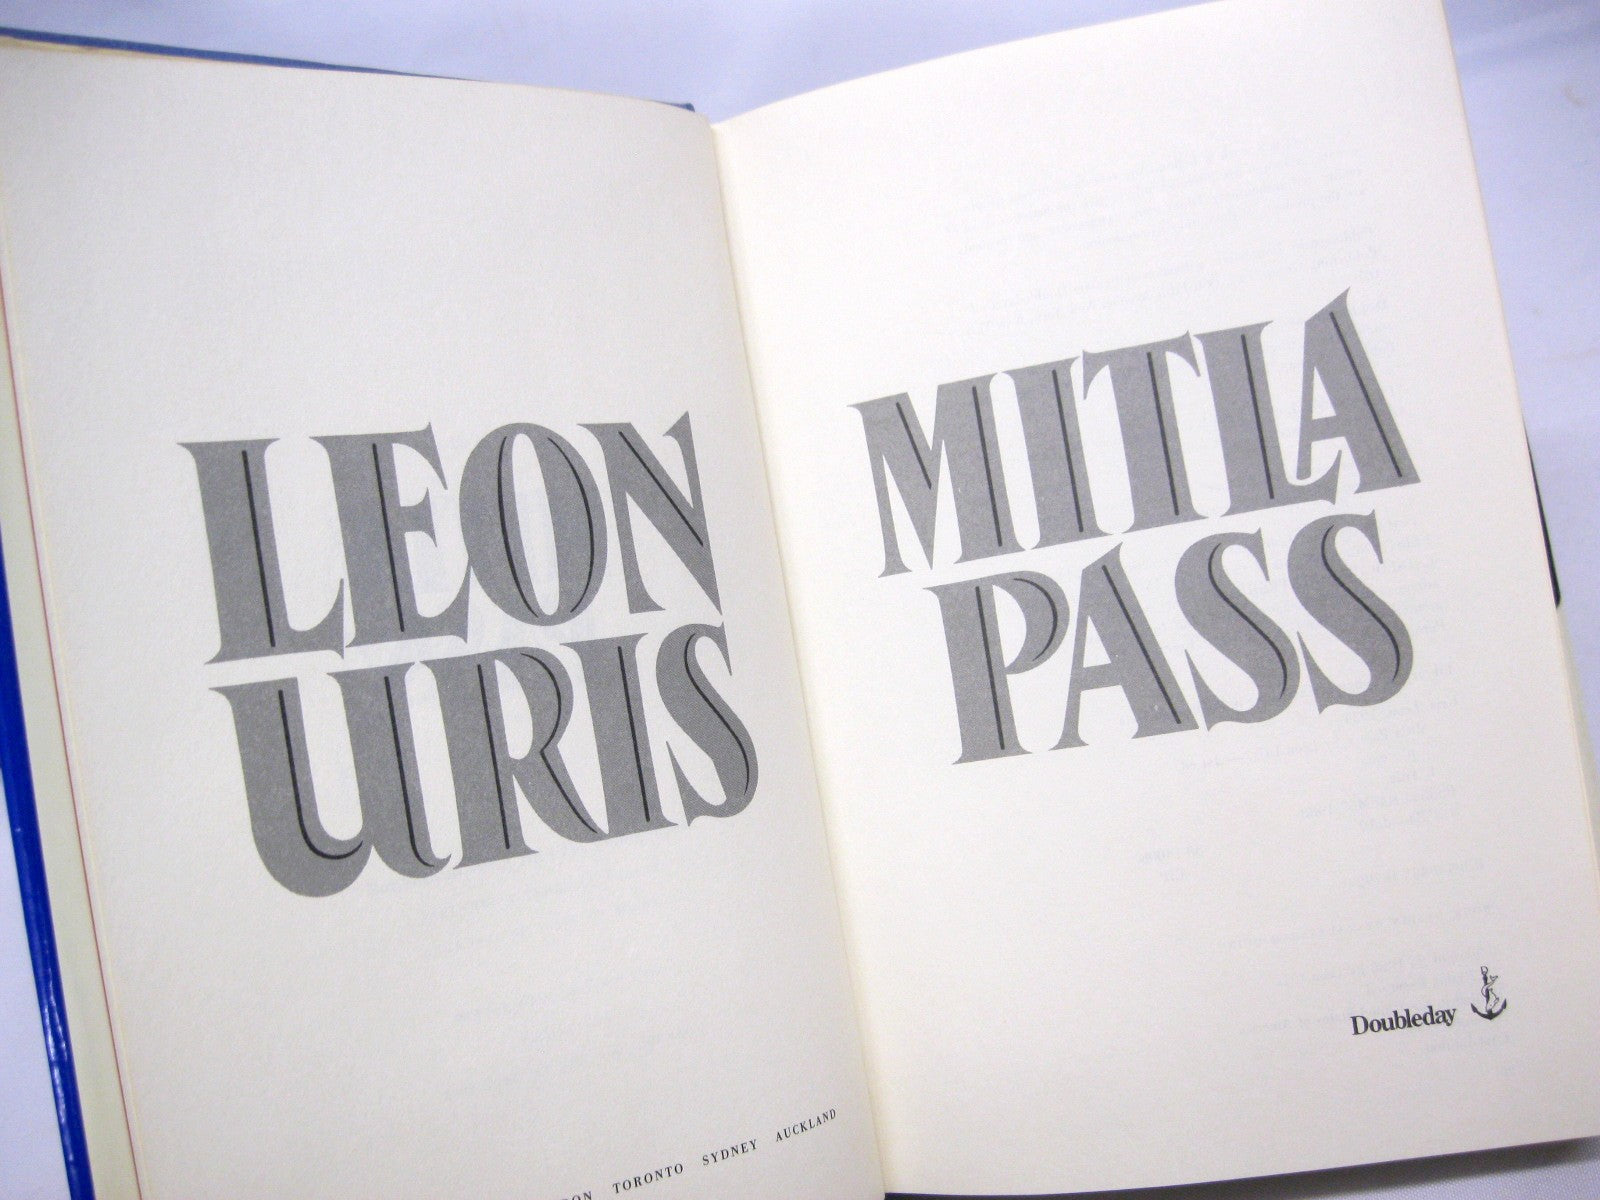 LEON
URIS
TORONTO SYDNEY AUCKLAND
MITLA
PASS
Doubleday